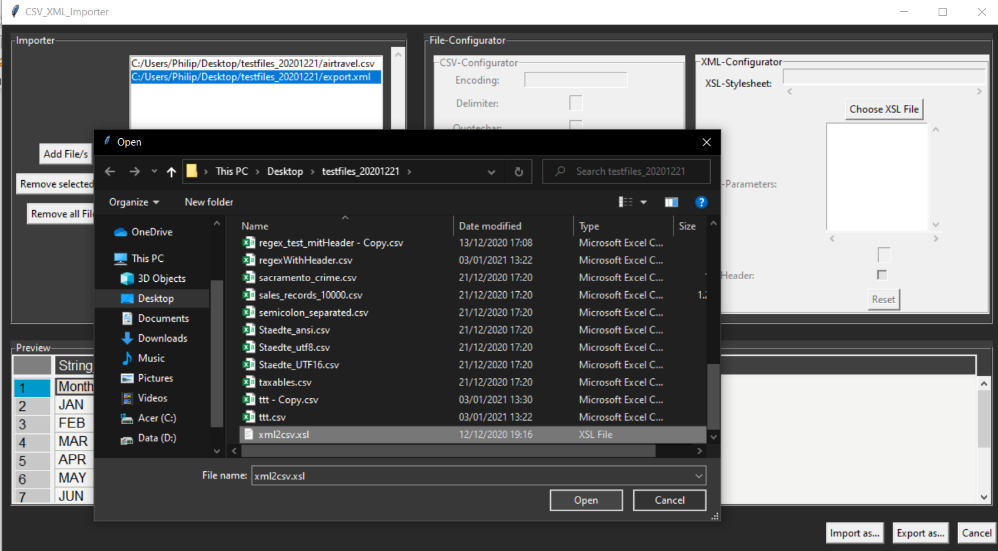 CSV_XML_Importer
Importer
C:/Users/Philip/Desktop/testfiles_20201221/airtravel.csv
C:/Users/Philip/Desktop/testfiles_20201221/export.xml
Add File/s
Remove selected
Remove all
File-Configurator
CSV-Configurator
Encoding:
Delimiter:
Quotechar:
XML-Configurator
XSL-Stylesheet:
Choose XSL File
-Parameters:
Header:
Reset
Open
This PC > Desktop > testfiles_20201221 >
Search testfiles_20201221
Organize New folder
OneDrive
This PC
3D Objects
Desktop
Documents
Downloads
Music
Pictures
Videos
Acer (C:)
Data (D:)
Name Date modified Type Size
regex_test_mitHeader - Copy.csv 13/12/2020 17:08 Microsoft Excel C...
regexWithHeader.csv 03/01/2021 13:22 Microsoft Excel C...
sacramento_crime.csv 21/12/2020 17:20 Microsoft Excel C...
sales_records_10000.csv 21/12/2020 17:20 Microsoft Excel C...
semicolon_separated.csv 21/12/2020 17:20 Microsoft Excel C...
Staedte_ansi.csv 21/12/2020 17:20 Microsoft Excel C...
Staedte_utf8.csv 21/12/2020 17:20 Microsoft Excel C...
Staedte_UTF16.csv 21/12/2020 17:20 Microsoft Excel C...
taxables.csv 21/12/2020 17:20 Microsoft Excel C...
ttt - Copy.csv 03/01/2021 13:30 Microsoft Excel C...
ttt.csv 03/01/2021 13:22 Microsoft Excel C...
xml2csv.xsl 12/12/2020 19:16 XSL File
File name: xml2csv.xsl
Open Cancel
Preview
String
1 Month
2 JAN
3 FEB
4 MAR
5 APR
6 MAY
7 JUN
Import as... Export as... Cancel